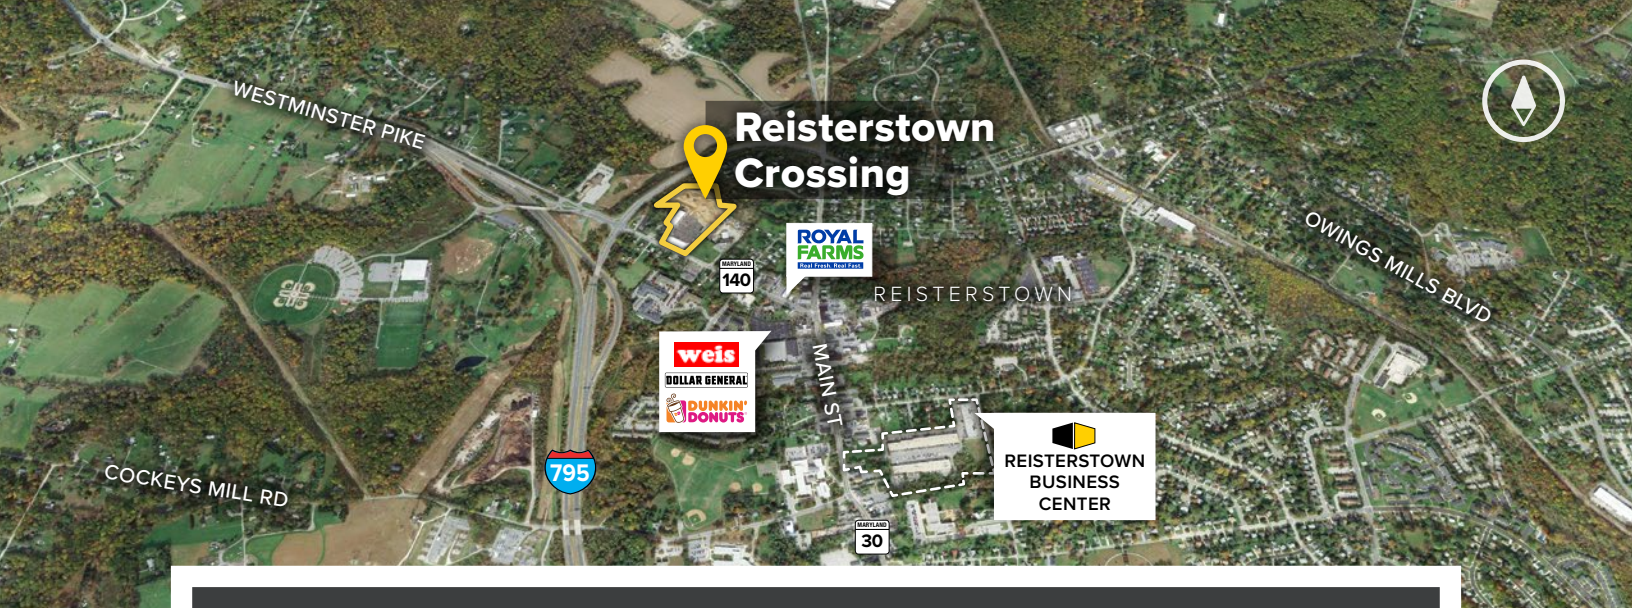 WESTMINSTER PIKE
Reisterstown
Crossing
OWINGS MILLS BLVD
ROYAL
FARMS
Real Fresh. Real Fast.
MARYLAND
140
REISTERSTOWN
weis
DOLLAR GENERAL
DUNKIN'
DONUTS
MAIN ST
REISTERSTOWN
BUSINESS
CENTER
795
COCKEYS MILL RD
MARYLAND
30